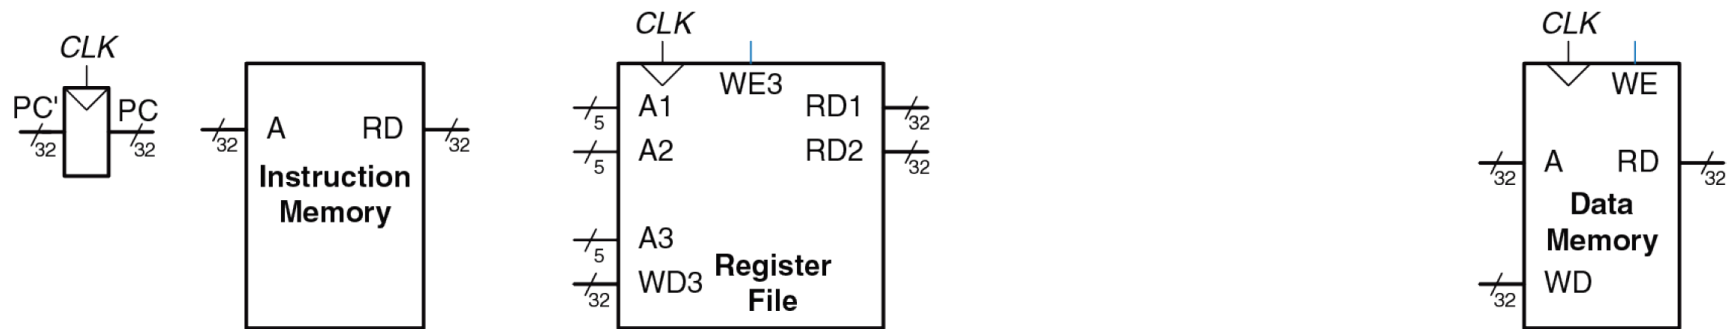 CLK
PC'
PC
32
32
A
RD
32
32
Instruction
Memory
CLK
WE3
A1
RD1
5
32
A2
RD2
5
32
A3
5
WD3
32
Register
File
CLK
WE
A
RD
32
32
Data
Memory
WD
32